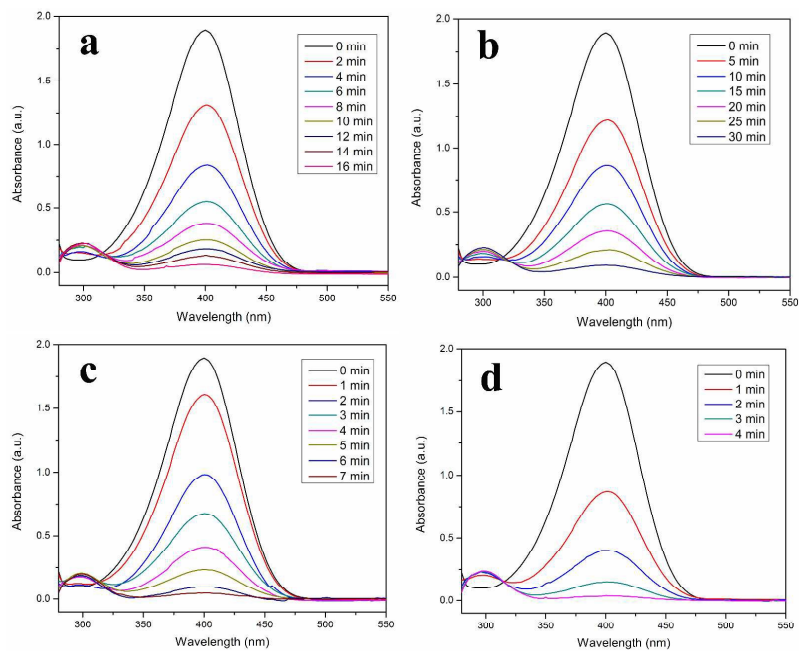 a
0 min
2 min
4 min
6 min
8 min
10 min
12 min
14 min
16 min
2.0
1.5
1.0
0.5
0.0
300
350
400
450
500
550
Absorbance (a.u.)
Wavelength (nm)
b
0 min
5 min
10 min
15 min
20 min
25 min
30 min
2.0
1.5
1.0
0.5
0.0
300
350
400
450
500
550
Absorbance (a.u.)
Wavelength (nm)
c
0 min
1 min
2 min
3 min
4 min
5 min
6 min
7 min
2.0
1.5
1.0
0.5
0.0
300
350
400
450
500
550
Absorbance (a.u.)
Wavelength (nm)
d
0 min
1 min
2 min
3 min
4 min
2.0
1.5
1.0
0.5
0.0
300
350
400
450
500
550
Absorbance (a.u.)
Wavelength (nm)